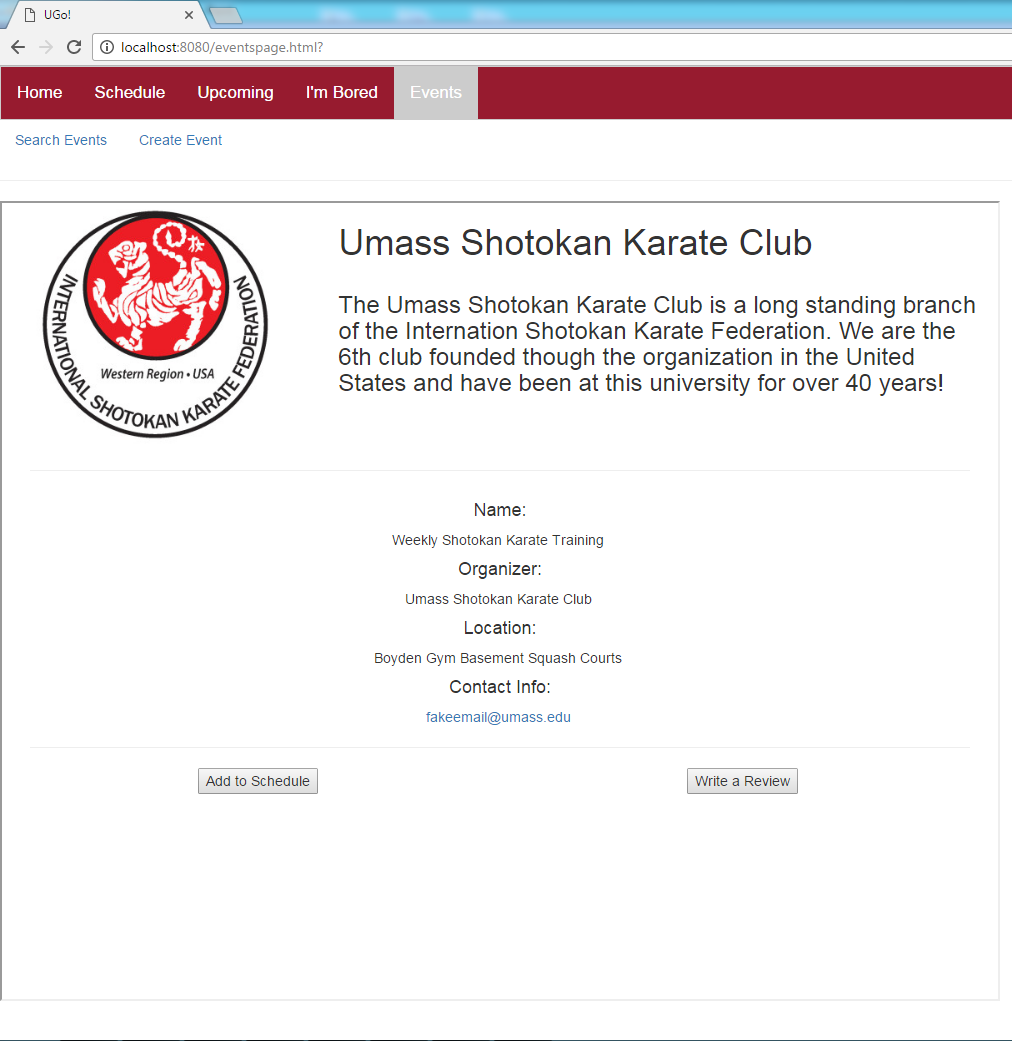 UGo!
localhost:8080/eventspage.html?
Home Schedule Upcoming I'm Bored Events
Search Events Create Event
INTERNATIONAL SHOTOKAN KARATE FEDERATION
Western Region • USA
Umass Shotokan Karate Club
The Umass Shotokan Karate Club is a long standing branch
of the Internation Shotokan Karate Federation. We are the
6th club founded though the organization in the United
States and have been at this university for over 40 years!
Name:
Weekly Shotokan Karate Training
Organizer:
Umass Shotokan Karate Club
Location:
Boyden Gym Basement Squash Courts
Contact Info:
fakeemail@umass.edu
Add to Schedule Write a Review